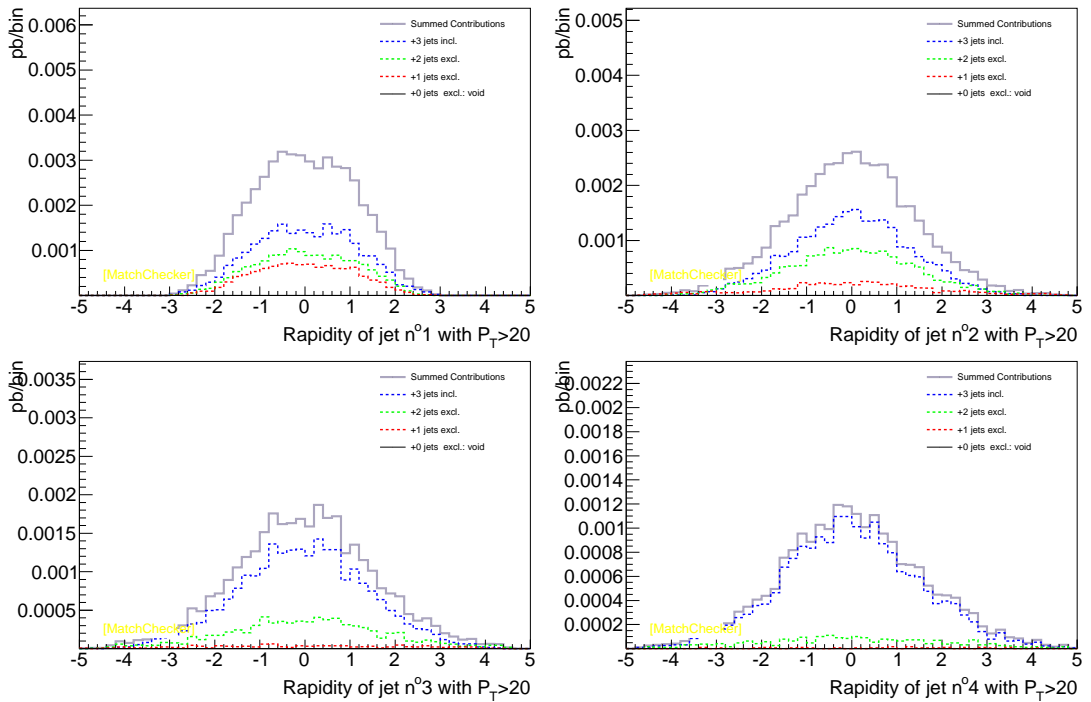 pb/bin
0.006
0.005
0.004
0.003
0.002
0.001
Summed Contributions
+3 jets incl.
+2 jets excl.
+1 jets excl.
+0 jets excl.: void
[MatchChecker]
-5 -4 -3 -2 -1 0 1 2 3 4 5
Rapidity of jet nº1 with P_T>20
pb/bin
0.005
0.004
0.003
0.002
0.001
Summed Contributions
+3 jets incl.
+2 jets excl.
+1 jets excl.
+0 jets excl.: void
[MatchChecker]
-5 -4 -3 -2 -1 0 1 2 3 4 5
Rapidity of jet nº2 with P_T>20
pb/bin
0.0035
0.003
0.0025
0.002
0.0015
0.001
0.0005
Summed Contributions
+3 jets incl.
+2 jets excl.
+1 jets excl.
+0 jets excl.: void
[MatchChecker]
-5 -4 -3 -2 -1 0 1 2 3 4 5
Rapidity of jet nº3 with P_T>20
pb/bin
0.0022
0.002
0.0018
0.0016
0.0014
0.0012
0.001
0.0008
0.0006
0.0004
0.0002
Summed Contributions
+3 jets incl.
+2 jets excl.
+1 jets excl.
+0 jets excl.: void
[MatchChecker]
-5 -4 -3 -2 -1 0 1 2 3 4 5
Rapidity of jet nº4 with P_T>20